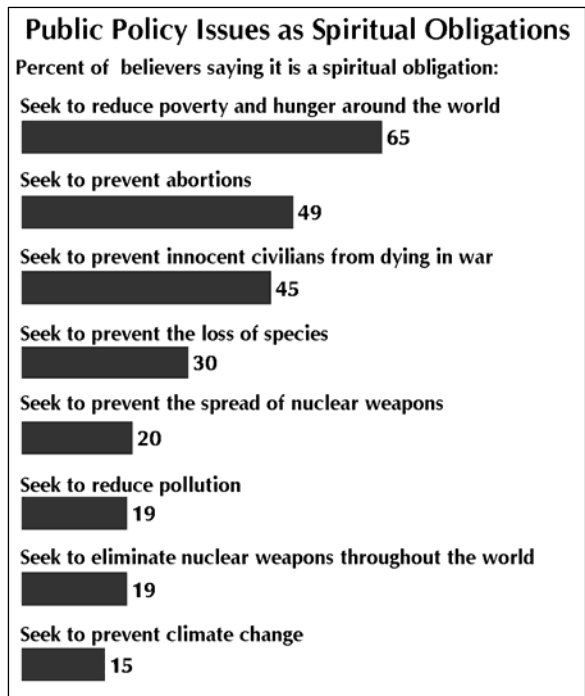 Public Policy Issues as Spiritual Obligations
Percent of believers saying it is a spiritual obligation:
Seek to reduce poverty and hunger around the world
65
Seek to prevent abortions
49
Seek to prevent innocent civilians from dying in war
45
Seek to prevent the loss of species
30
Seek to prevent the spread of nuclear weapons
20
Seek to reduce pollution
19
Seek to eliminate nuclear weapons throughout the world
19
Seek to prevent climate change
15